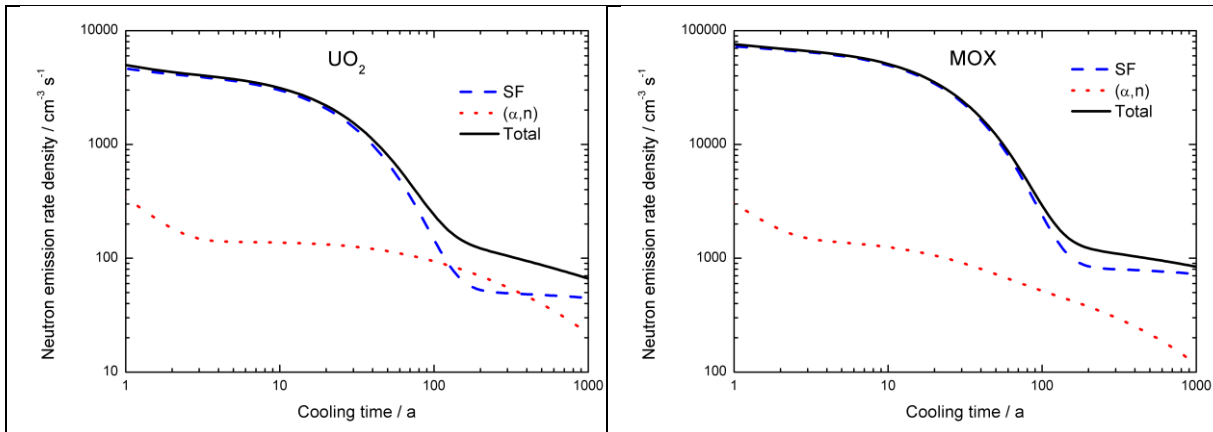 UO₂
10000
1000
100
10
Neutron emission rate density / cm⁻³ s⁻¹
SF
(α,n)
Total
1
10
100
1000
Cooling time / a
MOX
100000
10000
1000
100
Neutron emission rate density / cm⁻³ s⁻¹
SF
(α,n)
Total
1
10
100
1000
Cooling time / a